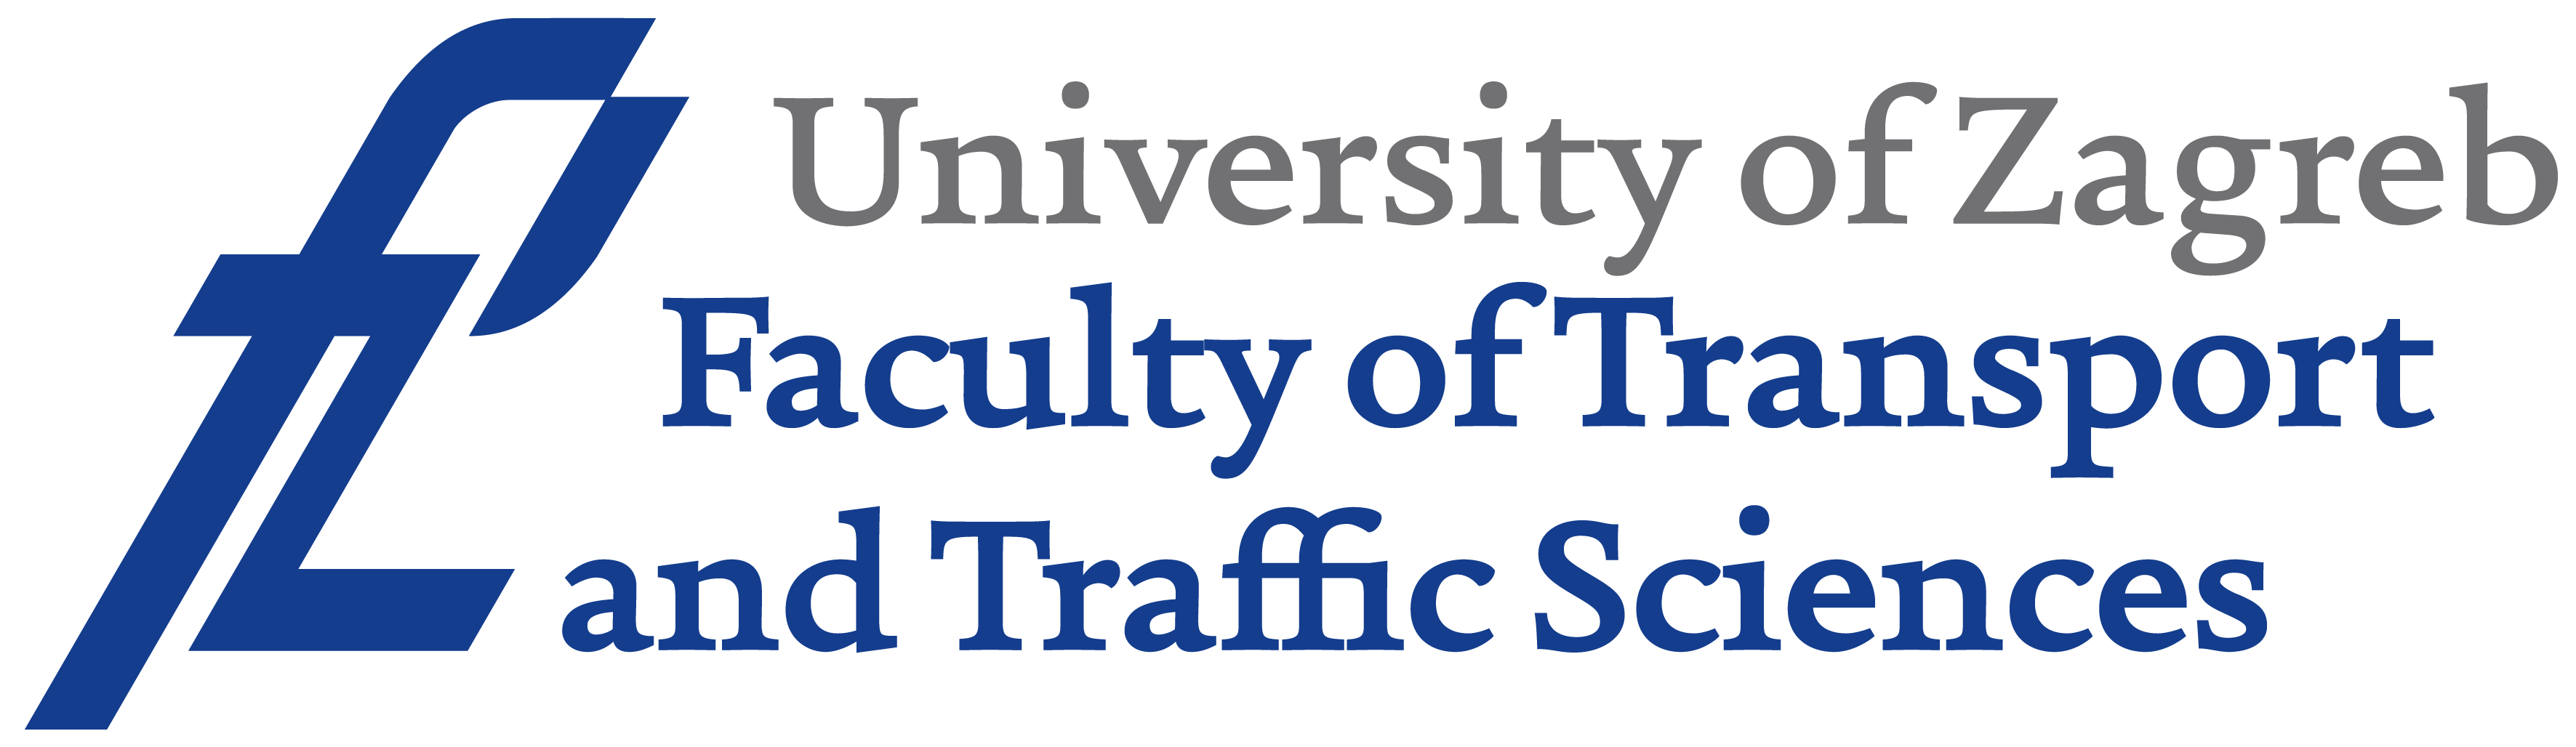 University of Zagreb
Faculty of Transport
and Traffic Sciences